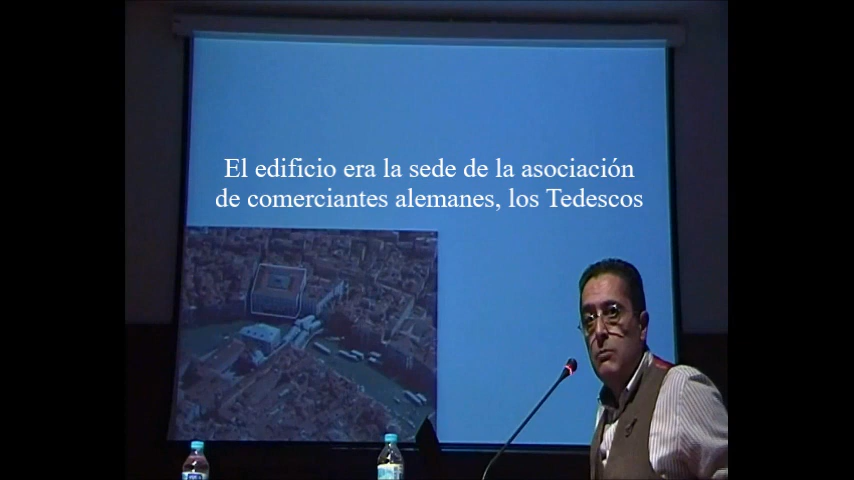 El edificio era la sede de la asociación
de comerciantes alemanes, los Tedescos